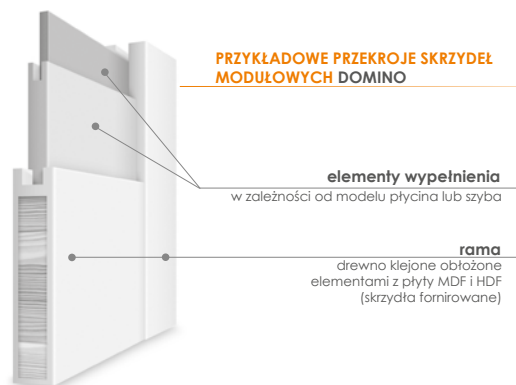 PRZYKŁADOWE PRZEKROJE SKRZYDEŁ
MODUŁOWYCH DOMINO
elementy wypełnienia
w zależności od modelu płycina lub szyba
rama
drewno klejone obłożone
elementami z płyty MDF i HDF
(skrzydła fornirowane)